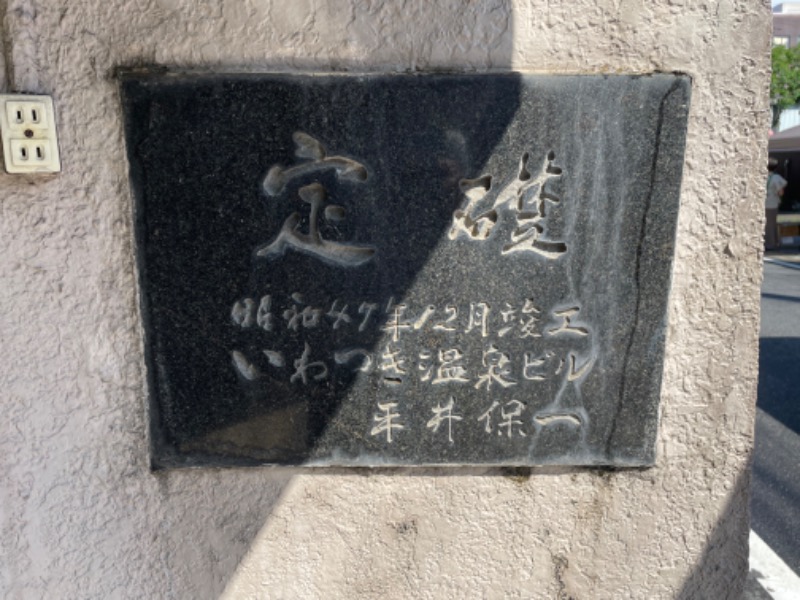 定礎
昭和47年12月竣工
いわつき温泉ビル
平井保一